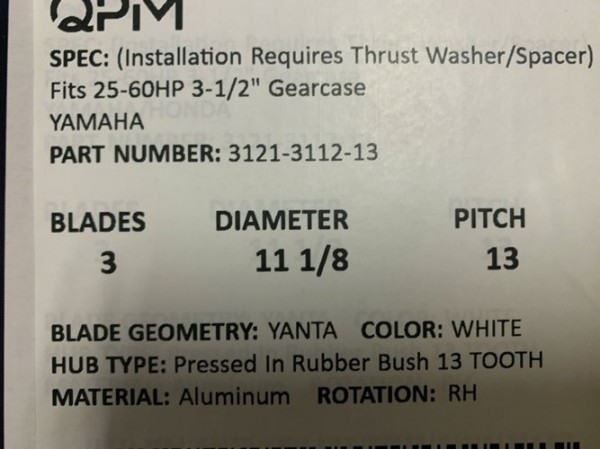 QPM
SPEC: (Installation Requires Thrust Washer/Spacer)
Fits 25-60HP 3-1/2" Gearcase
YAMAHA
PART NUMBER: 3121-3112-13
BLADES DIAMETER PITCH
3 11 1/8 13
BLADE GEOMETRY: YANTA COLOR: WHITE
HUB TYPE: Pressed In Rubber Bush 13 TOOTH
MATERIAL: Aluminum ROTATION: RH